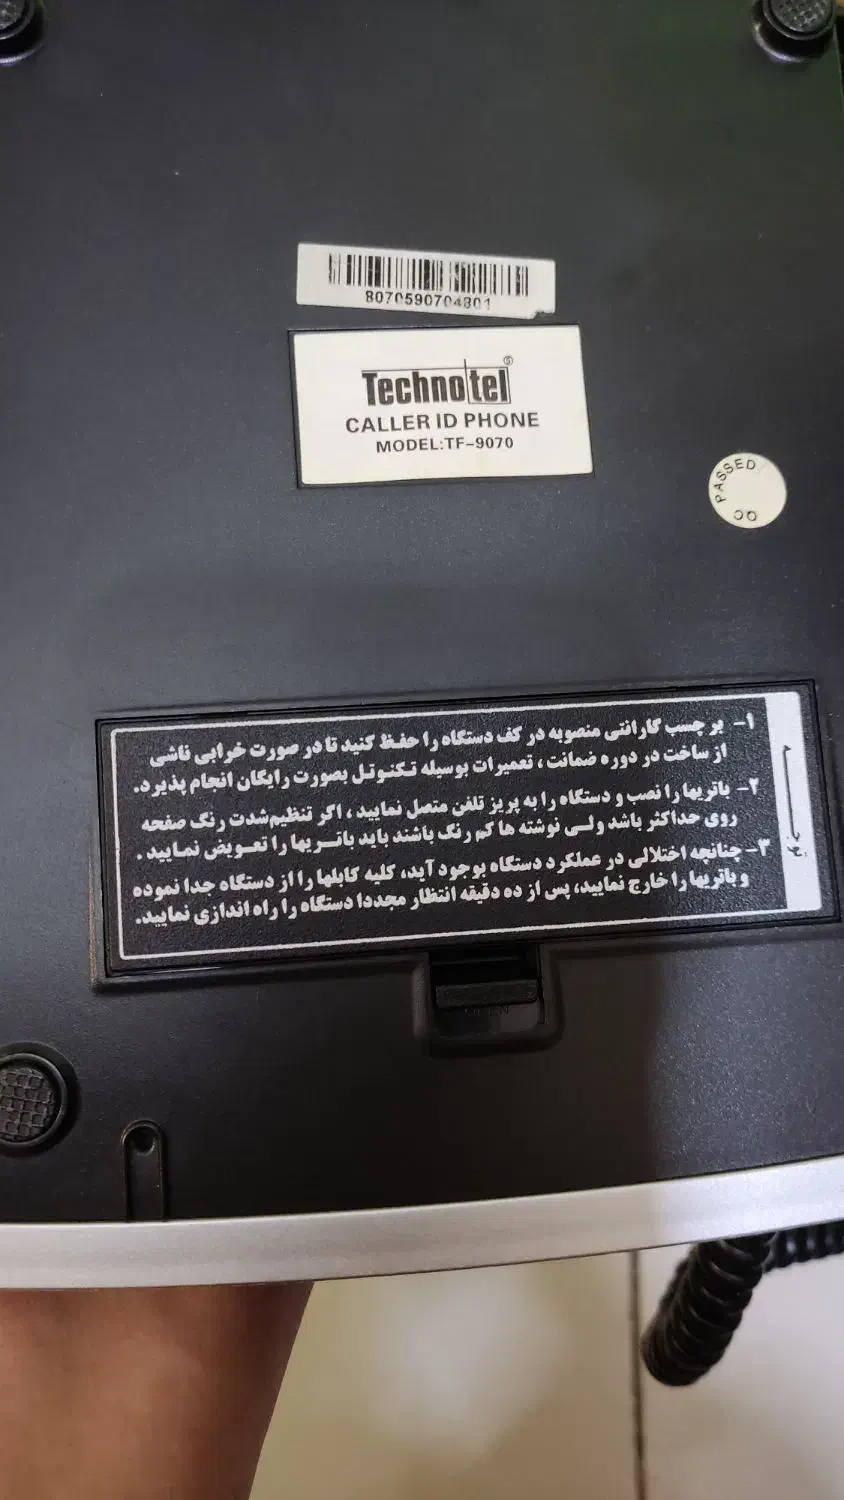 8070590704801
Technotel
CALLER ID PHONE
MODEL:TF-9070
QC PASSED
توجه
۱- برچسب گارانتی منصوبه در کف دستگاه را حفظ کنید تا در صورت خرابی ناشی
از ساخت در دوره ضمانت، تعمیرات بوسیله تکنوتل بصورت رایگان انجام پذیرد.
۲- باتریها را نصب و دستگاه را به پریز تلفن متصل نمایید، اگر تنظیم شدت رنگ صفحه
روی حداکثر باشد ولی نوشته ها کم رنگ باشند باید باتریها را تعویض نمایید.
۳- چنانچه اختلالی در عملکرد دستگاه بوجود آید، کلیه کابلها را از دستگاه جدا نموده
و باتریها را خارج نمایید، پس از ده دقیقه انتظار مجددا دستگاه را راه اندازی نمایید.
OPEN